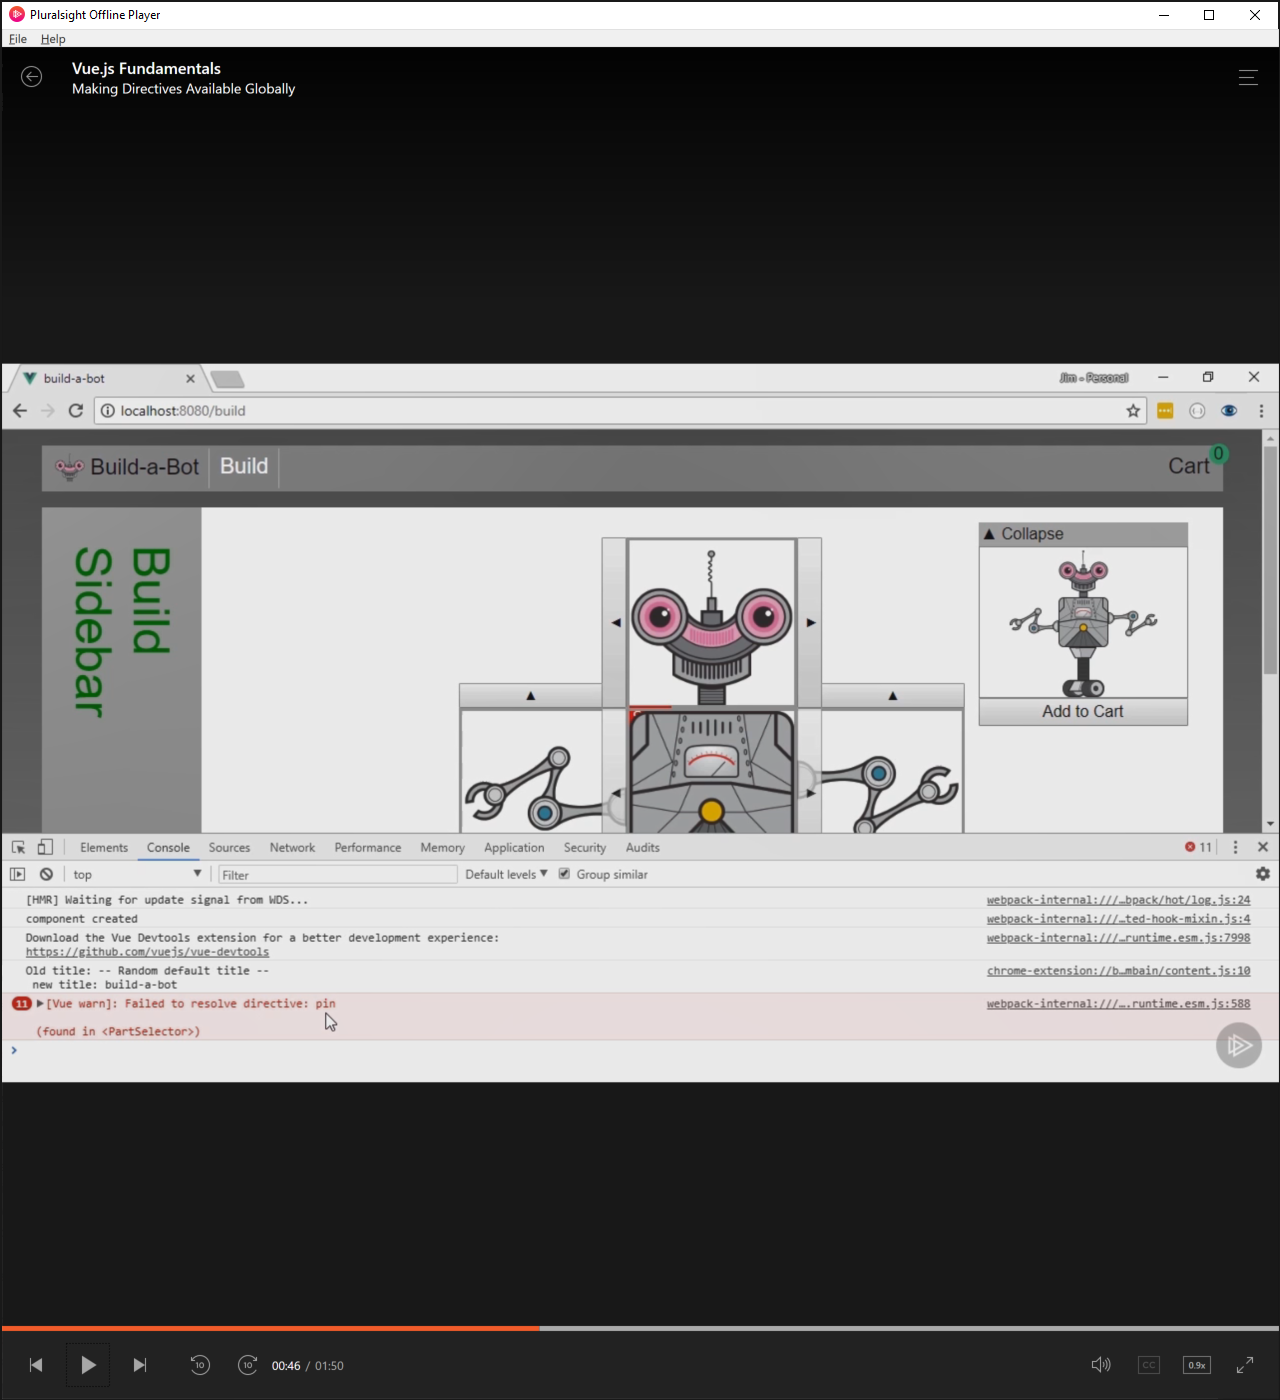 Pluralsight Offline Player
File Help
Vue.js Fundamentals
Making Directives Available Globally
build-a-bot
Jim - Personal
localhost:8080/build
Build-a-Bot Build Cart 0
Build
Sidebar
▲ Collapse
Add to Cart
Elements Console Sources Network Performance Memory Application Security Audits 11
top Filter Default levels ▼ Group similar
[HMR] Waiting for update signal from WDS... webpack-internal:///…bpack/hot/log.js:24
component created webpack-internal:///…ted-hook-mixin.js:4
Download the Vue Devtools extension for a better development experience: webpack-internal:///…runtime.esm.js:7998
https://github.com/vuejs/vue-devtools
Old title: -- Random default title -- chrome-extension://b…mbain/content.js:10
new title: build-a-bot
11 ▶[Vue warn]: Failed to resolve directive: pin webpack-internal:///….runtime.esm.js:588
(found in <PartSelector>)
10 10 00:46 / 01:50 CC 0.9x